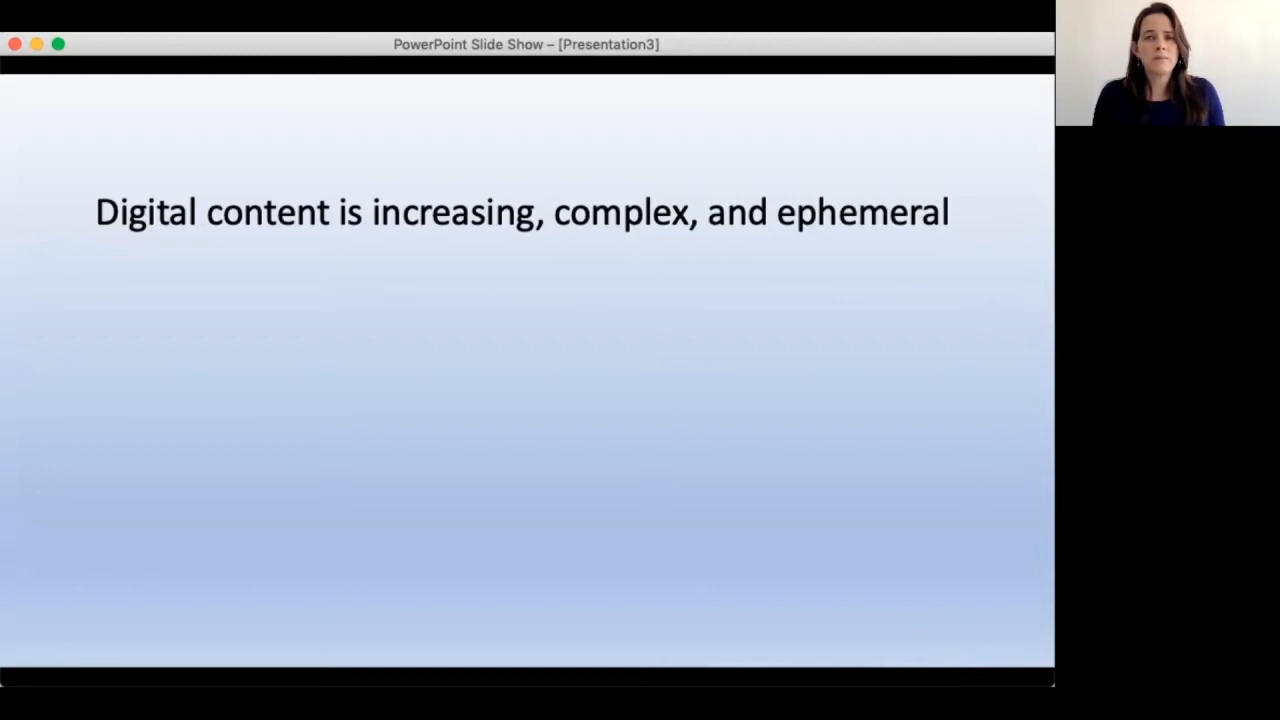 PowerPoint Slide Show – [Presentation3]
Digital content is increasing, complex, and ephemeral